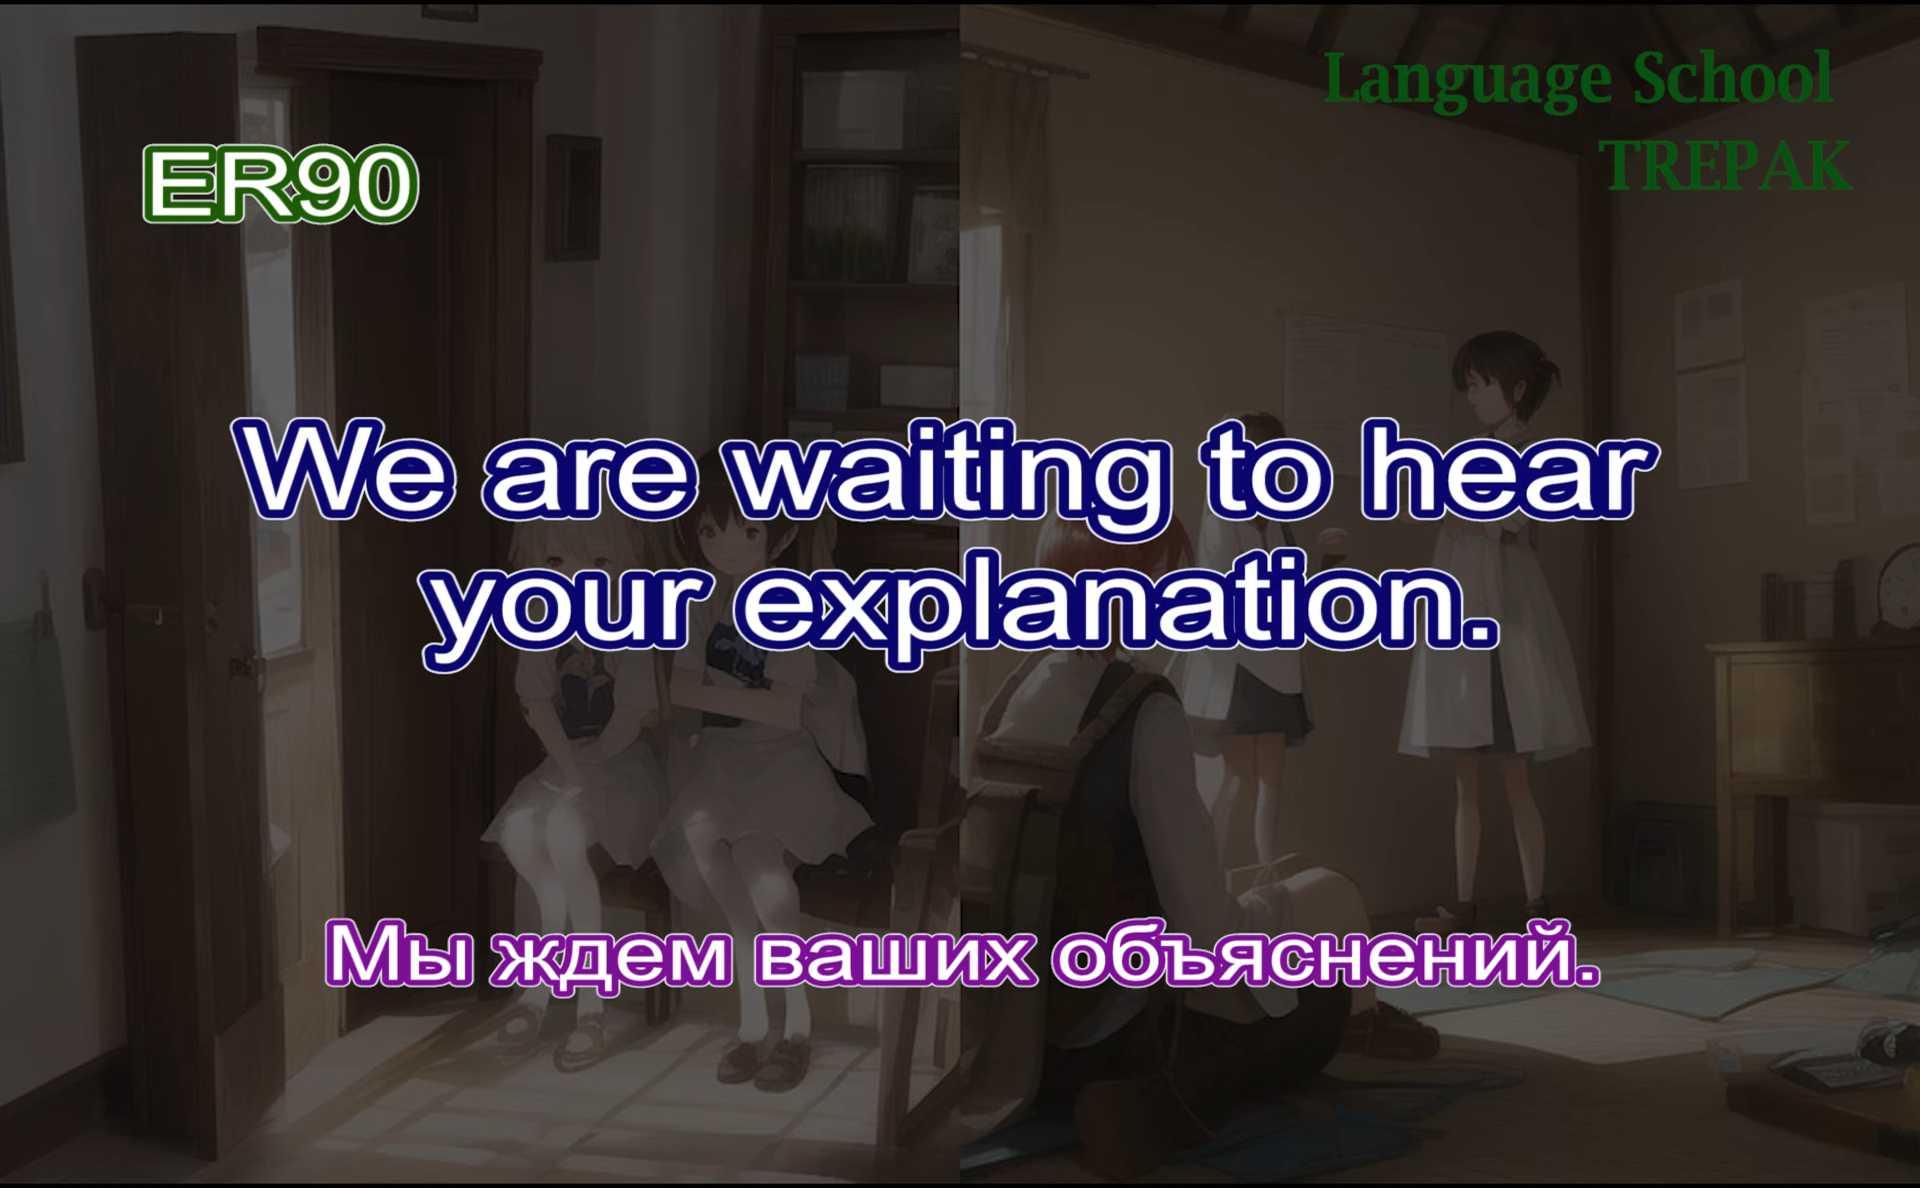 Language School
TREPAK
ER90
We are waiting to hear
your explanation.
Мы ждем ваших объяснений.